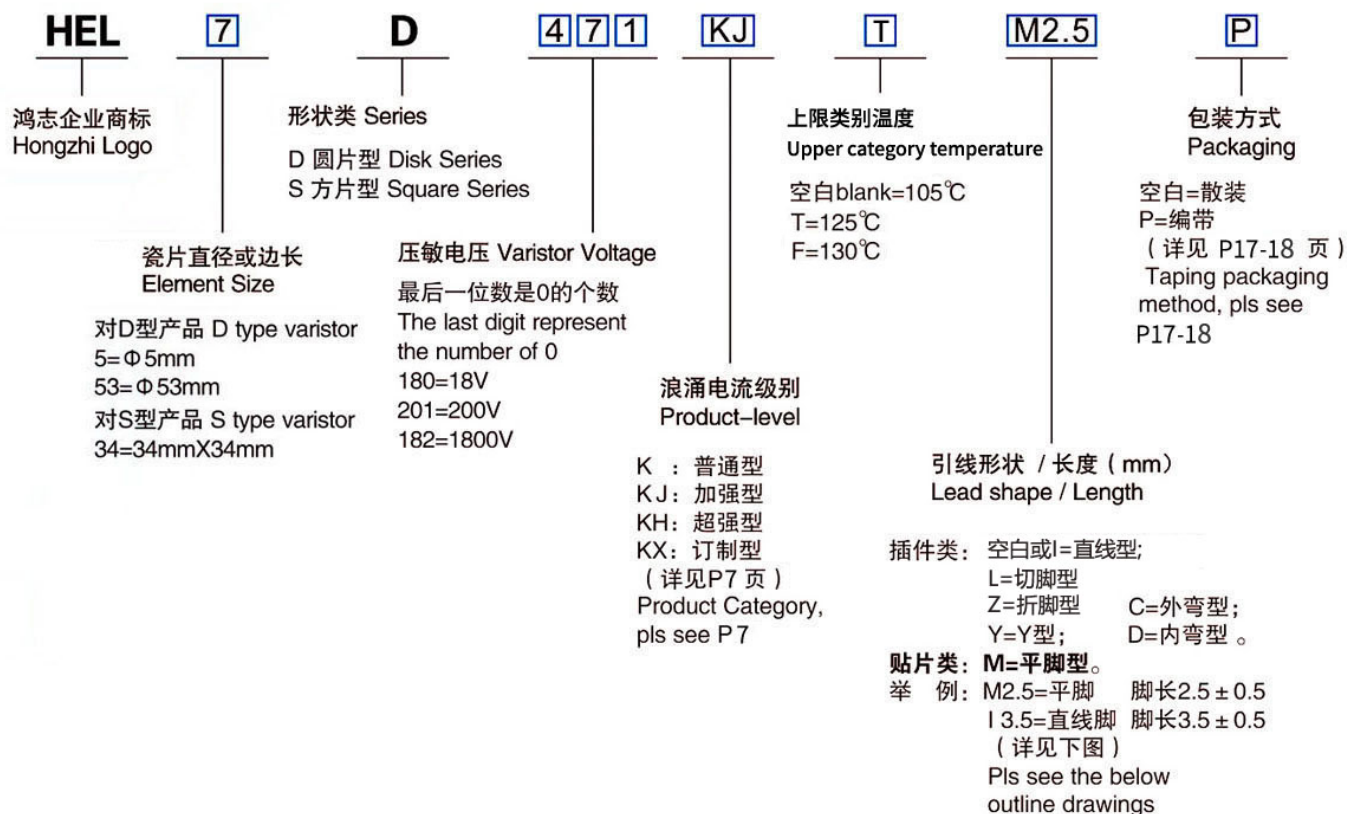 HEL 7 D 471 KJ T M2.5 P
鸿志企业商标
Hongzhi Logo
瓷片直径或边长
Element Size
对D型产品 D type varistor
5=Φ5mm
53=Φ53mm
对S型产品 S type varistor
34=34mmX34mm
形状类 Series
D 圆片型 Disk Series
S 方片型 Square Series
压敏电压 Varistor Voltage
最后一位数是0的个数
The last digit represent
the number of 0
180=18V
201=200V
182=1800V
浪涌电流级别
Product-level
K ：普通型
KJ：加强型
KH：超强型
KX：订制型
（详见P7 页）
Product Category,
pls see P7
上限类别温度
Upper category temperature
空白blank=105℃
T=125℃
F=130℃
引线形状 / 长度（mm）
Lead shape / Length
插件类：空白或I=直线型;
L=切脚型
Z=折脚型 C=外弯型；
Y=Y型； D=内弯型 。
贴片类：M=平脚型。
举 例：M2.5=平脚 脚长2.5±0.5
I 3.5=直线脚 脚长3.5±0.5
（详见下图）
Pls see the below
outline drawings
包装方式
Packaging
空白=散装
P=编带
（详见 P17-18 页）
Taping packaging
method, pls see
P17-18